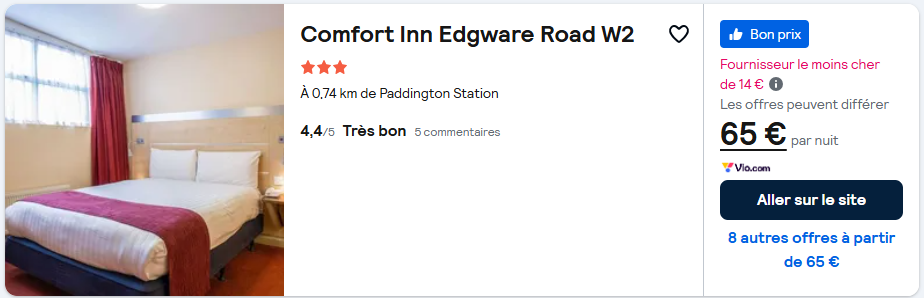 Comfort Inn Edgware Road W2
À 0,74 km de Paddington Station
4,4/5 Très bon 5 commentaires
Bon prix
Fournisseur le moins cher
de 14 €
Les offres peuvent différer
65 € par nuit
Vio.com
Aller sur le site
8 autres offres à partir
de 65 €